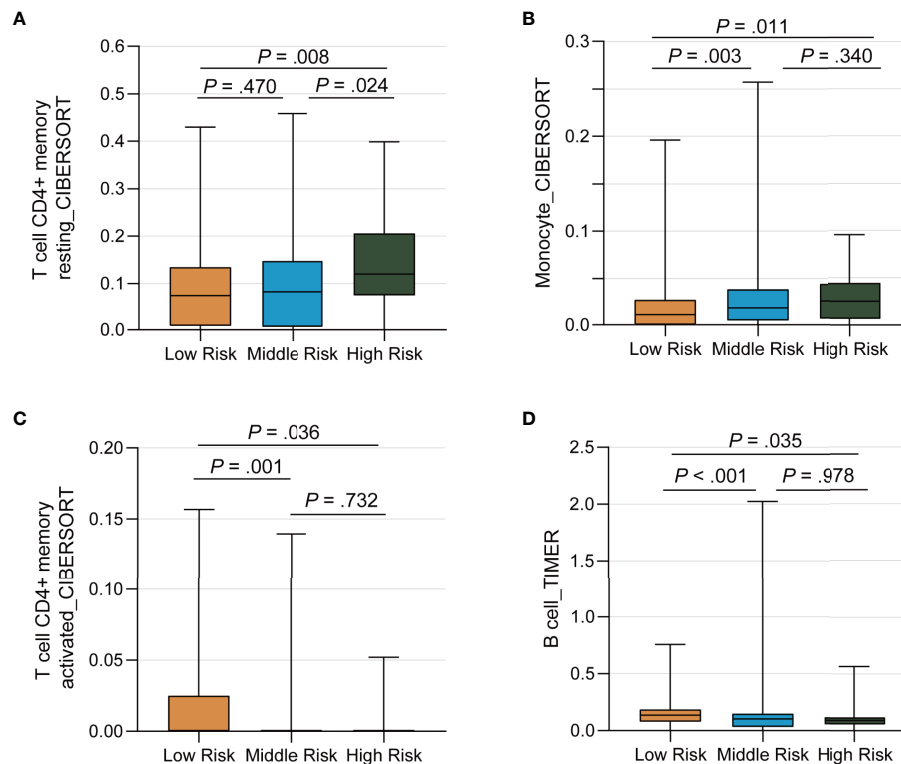 A
T cell CD4+ memory
resting_CIBERSORT
0.6
0.5
0.4
0.3
0.2
0.1
0.0
P = .008
P = .470
P = .024
Low Risk Middle Risk High Risk
B
Monocyte_CIBERSORT
0.3
0.2
0.1
0.0
P = .011
P = .003
P = .340
Low Risk Middle Risk High Risk
C
T cell CD4+ memory
activated_CIBERSORT
0.20
0.15
0.10
0.05
0.00
P = .036
P = .001
P = .732
Low Risk Middle Risk High Risk
D
B cell_TIMER
2.5
2.0
1.5
1.0
0.5
0.0
P = .035
P < .001
P = .978
Low Risk Middle Risk High Risk